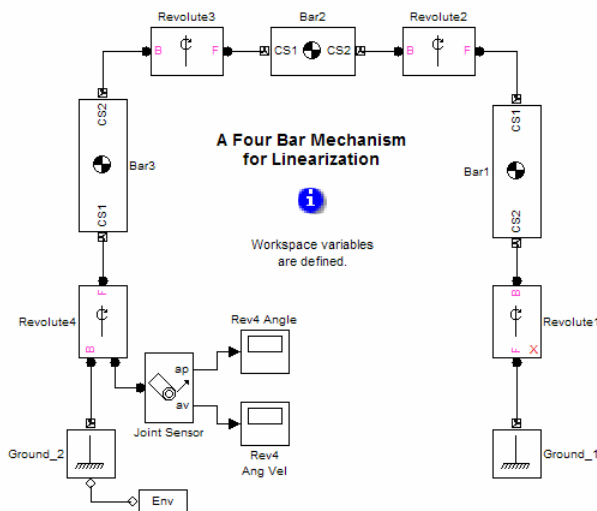 Revolute3
Bar2
Revolute2
B
F
CS1
CS2
B
F
CS2
CS1
Bar3
A Four Bar Mechanism
for Linearization
i
Workspace variables
are defined.
CS1
CS2
Bar1
F
B
Revolute4
Rev4 Angle
ap
av
Joint Sensor
Rev4
Ang Vel
B
F
X
Revolute1
Ground_2
Env
Ground_1